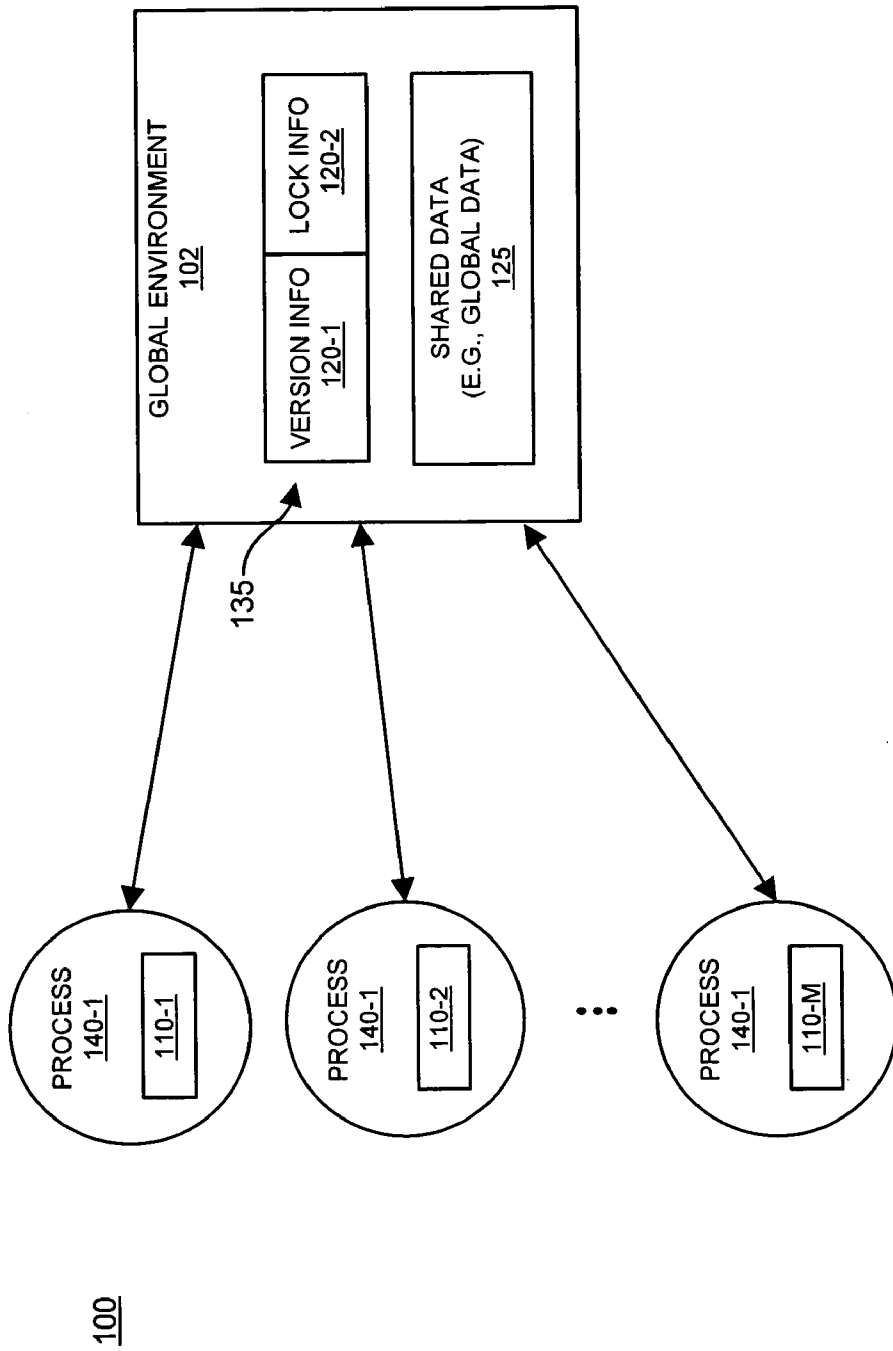 100
PROCESS
140-1
110-1
PROCESS
140-1
110-2
PROCESS
140-1
110-M
135
GLOBAL ENVIRONMENT
102
VERSION INFO
120-1
LOCK INFO
120-2
SHARED DATA
(E.G., GLOBAL DATA)
125